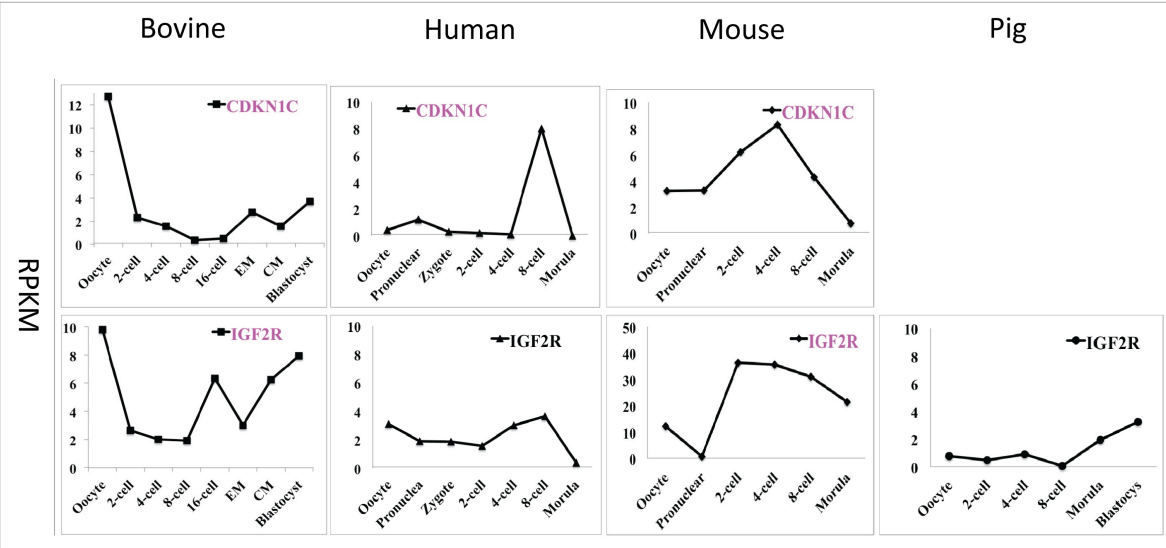 Bovine Human Mouse Pig
RPKM
CDKN1C
12
10
8
6
4
2
0
Oocyte 2-cell 4-cell 8-cell 16-cell EM CM Blastocyst
CDKN1C
10
8
6
4
2
0
Oocyte Pronuclear Zygote 2-cell 4-cell 8-cell Morula
CDKN1C
10
8
6
4
2
0
Oocyte Pronuclear 2-cell 4-cell 8-cell Morula
IGF2R
10
8
6
4
2
0
Oocyte 2-cell 4-cell 8-cell 16-cell EM CM Blastocyst
IGF2R
10
8
6
4
2
0
Oocyte Pronuclea Zygote 2-cell 4-cell 8-cell Morula
IGF2R
50
40
30
20
10
0
Oocyte Pronuclear 2-cell 4-cell 8-cell Morula
IGF2R
10
8
6
4
2
0
Oocyte 2-cell 4-cell 8-cell Morula Blastocys